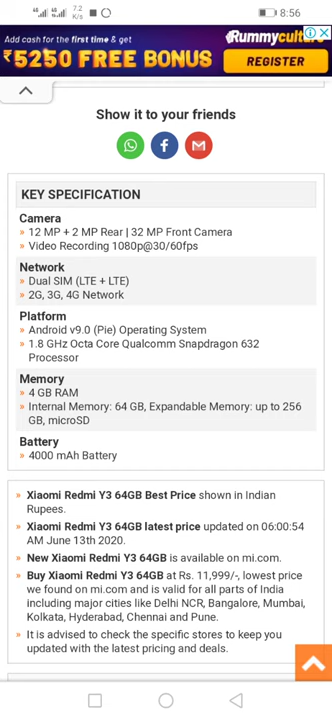 7.2
K/s
8:56
Add cash for the first time & get
₹5250 FREE BONUS
Rummyculture
REGISTER
Show it to your friends
KEY SPECIFICATION
Camera
» 12 MP + 2 MP Rear | 32 MP Front Camera
» Video Recording 1080p@30/60fps
Network
» Dual SIM (LTE + LTE)
» 2G, 3G, 4G Network
Platform
» Android v9.0 (Pie) Operating System
» 1.8 GHz Octa Core Qualcomm Snapdragon 632
Processor
Memory
» 4 GB RAM
» Internal Memory: 64 GB, Expandable Memory: up to 256
GB, microSD
Battery
» 4000 mAh Battery
» Xiaomi Redmi Y3 64GB Best Price shown in Indian
Rupees.
» Xiaomi Redmi Y3 64GB latest price updated on 06:00:54
AM June 13th 2020.
» New Xiaomi Redmi Y3 64GB is available on mi.com.
» Buy Xiaomi Redmi Y3 64GB at Rs. 11,999/-, lowest price
we found on mi.com and is valid for all parts of India
including major cities like Delhi NCR, Bangalore, Mumbai,
Kolkata, Hyderabad, Chennai and Pune.
» It is advised to check the specific stores to keep you
updated with the latest pricing and deals.